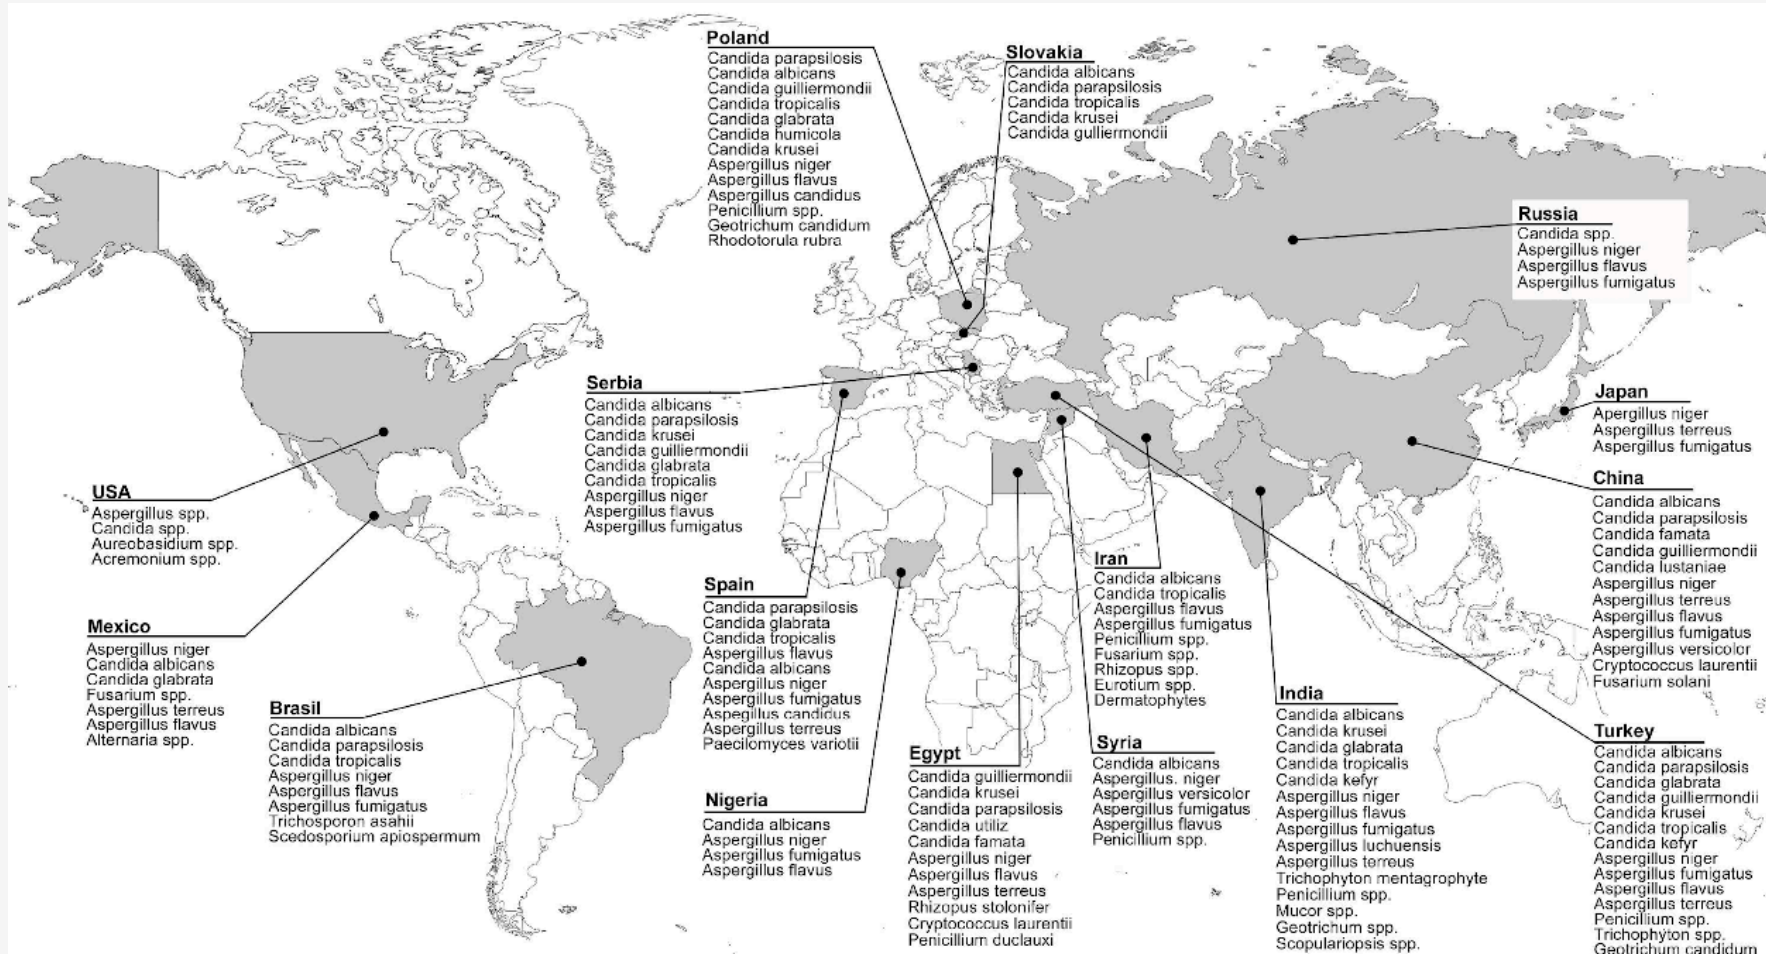 Poland
Candida parapsilosis
Candida albicans
Candida guilliermondii
Candida tropicalis
Candida glabrata
Candida humicola
Candida krusei
Aspergillus niger
Aspergillus flavus
Aspergillus candidus
Penicillium spp.
Geotrichum candidum
Rhodotorula rubra
Slovakia
Candida albicans
Candida parapsilosis
Candida tropicalis
Candida krusei
Candida gulliermondii
Russia
Candida spp.
Aspergillus niger
Aspergillus flavus
Aspergillus fumigatus
Serbia
Candida albicans
Candida parapsilosis
Candida krusei
Candida guilliermondii
Candida glabrata
Candida tropicalis
Aspergillus niger
Aspergillus flavus
Aspergillus fumigatus
Japan
Apergillus niger
Aspergillus terreus
Aspergillus fumigatus
USA
Aspergillus spp.
Candida spp.
Aureobasidium spp.
Acremonium spp.
China
Candida albicans
Candida parapsilosis
Candida famata
Candida guilliermondii
Candida lustaniae
Aspergillus niger
Aspergillus terreus
Aspergillus flavus
Aspergillus fumigatus
Aspergillus versicolor
Cryptococcus laurentii
Fusarium solani
Mexico
Aspergillus niger
Candida albicans
Candida glabrata
Fusarium spp.
Aspergillus terreus
Aspergillus flavus
Alternaria spp.
Brasil
Candida albicans
Candida parapsilosis
Candida tropicalis
Aspergillus niger
Aspergillus flavus
Aspergillus fumigatus
Trichosporon asahii
Scedosporium apiospermum
Spain
Candida parapsilosis
Candida glabrata
Candida tropicalis
Aspergillus flavus
Candida albicans
Aspergillus niger
Aspergillus fumigatus
Aspegillus candidus
Aspergillus terreus
Paecilomyces variotii
Nigeria
Candida albicans
Aspergillus niger
Aspergillus fumigatus
Aspergillus flavus
Egypt
Candida guilliermondii
Candida krusei
Candida parapsilosis
Candida utiliz
Candida famata
Aspergillus niger
Aspergillus flavus
Aspergillus terreus
Rhizopus stolonifer
Cryptococcus laurentii
Penicillium duclauxi
Iran
Candida albicans
Candida tropicalis
Aspergillus flavus
Aspergillus fumigatus
Penicillium spp.
Fusarium spp.
Rhizopus spp.
Eurotium spp.
Dermatophytes
Syria
Candida albicans
Aspergillus. niger
Aspergillus versicolor
Aspergillus fumigatus
Aspergillus flavus
Penicillium spp.
India
Candida albicans
Candida krusei
Candida glabrata
Candida tropicalis
Candida kefyr
Aspergillus niger
Aspergillus flavus
Aspergillus fumigatus
Aspergillus luchuensis
Aspergillus terreus
Trichophyton mentagrophyte
Penicillium spp.
Mucor spp.
Geotrichum spp.
Scopulariopsis spp.
Turkey
Candida albicans
Candida parapsilosis
Candida glabrata
Candida guilliermondii
Candida krusei
Candida tropicalis
Candida kefyr
Aspergillus niger
Aspergillus fumigatus
Aspergillus flavus
Aspergillus terreus
Penicillium spp.
Trichophyton spp.
Geotrichum candidum